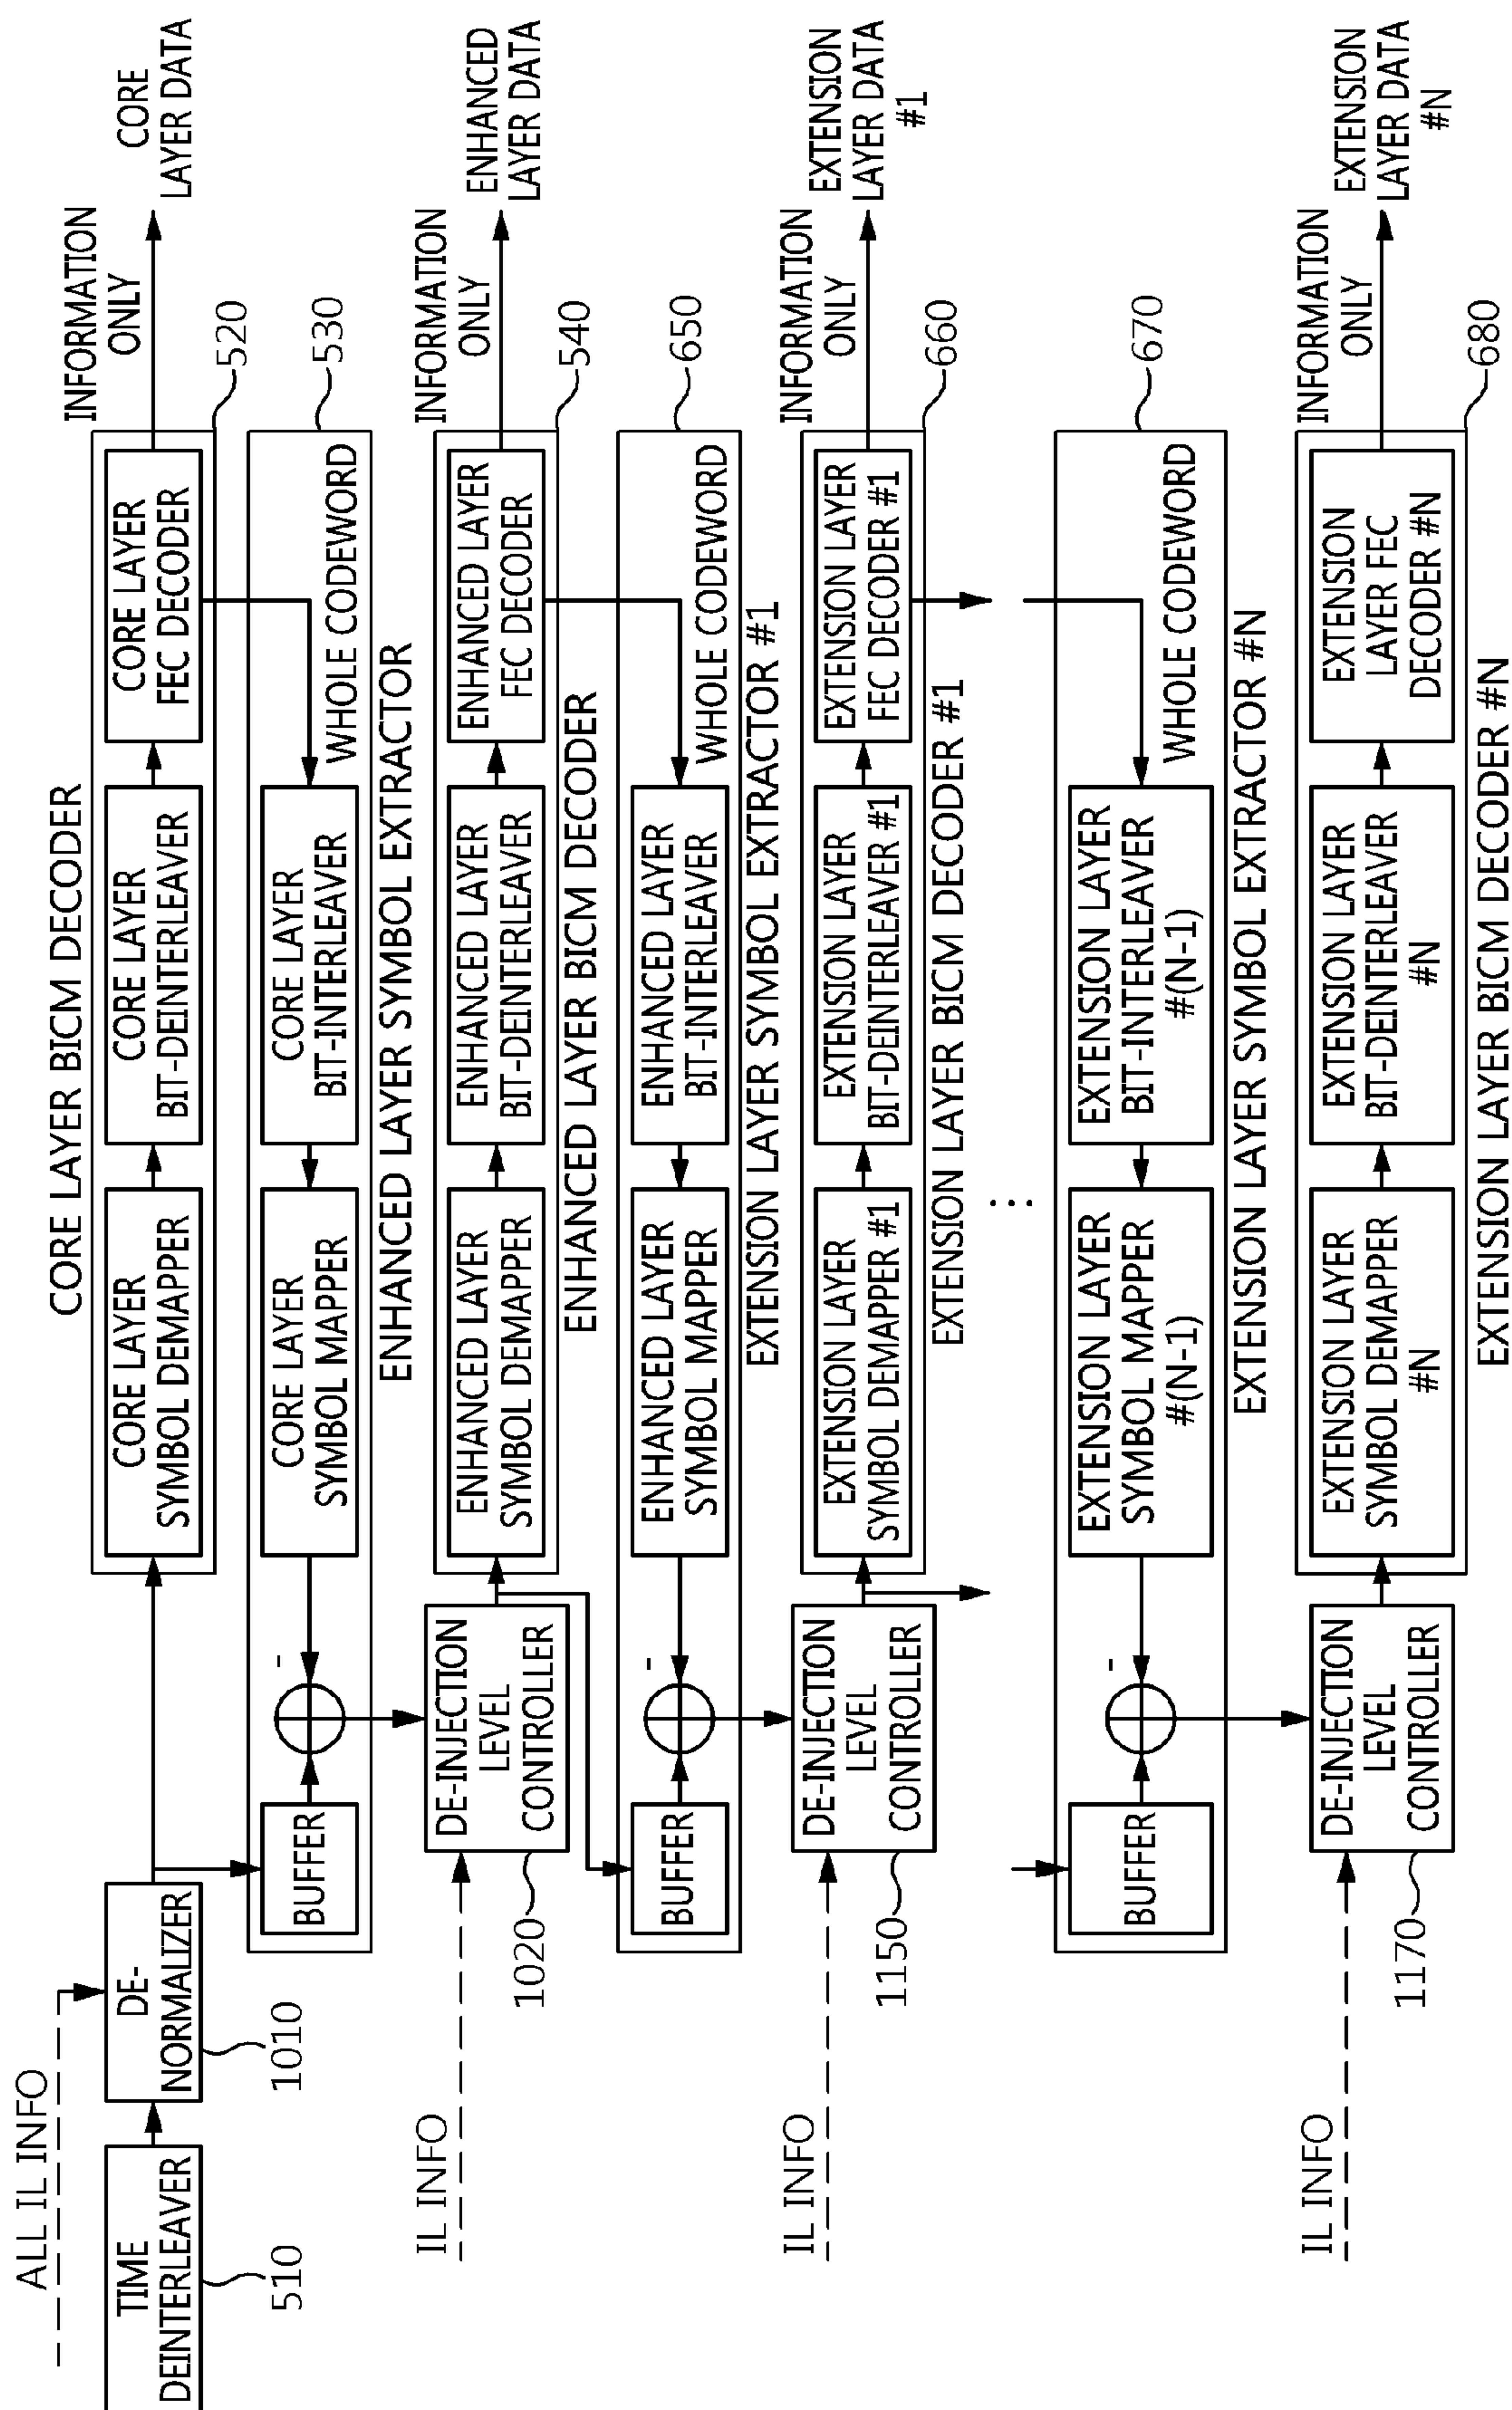 ALL IL INFO
TIME
DEINTERLEAVER
510
DE-
NORMALIZER
1010
CORE LAYER BICM DECODER
CORE LAYER
SYMBOL DEMAPPER
CORE LAYER
BIT-DEINTERLEAVER
CORE LAYER
FEC DECODER
INFORMATION
ONLY
CORE
LAYER DATA
520
BUFFER
-
CORE LAYER
SYMBOL MAPPER
CORE LAYER
BIT-INTERLEAVER
WHOLE CODEWORD
530
ENHANCED LAYER SYMBOL EXTRACTOR
IL INFO
DE-INJECTION
LEVEL
CONTROLLER
1020
ENHANCED LAYER
SYMBOL DEMAPPER
ENHANCED LAYER
BIT-DEINTERLEAVER
ENHANCED LAYER
FEC DECODER
INFORMATION
ONLY
ENHANCED
LAYER DATA
540
ENHANCED LAYER BICM DECODER
BUFFER
-
ENHANCED LAYER
SYMBOL MAPPER
ENHANCED LAYER
BIT-INTERLEAVER
WHOLE CODEWORD
650
EXTENSION LAYER SYMBOL EXTRACTOR #1
IL INFO
DE-INJECTION
LEVEL
CONTROLLER
1150
EXTENSION LAYER
SYMBOL DEMAPPER #1
EXTENSION LAYER
BIT-DEINTERLEAVER #1
EXTENSION LAYER
FEC DECODER #1
INFORMATION
ONLY
EXTENSION
LAYER DATA
#1
660
EXTENSION LAYER BICM DECODER #1
...
BUFFER
-
EXTENSION LAYER
SYMBOL MAPPER
#(N-1)
EXTENSION LAYER
BIT-INTERLEAVER
#(N-1)
WHOLE CODEWORD
670
EXTENSION LAYER SYMBOL EXTRACTOR #N
IL INFO
DE-INJECTION
LEVEL
CONTROLLER
1170
EXTENSION LAYER
SYMBOL DEMAPPER
#N
EXTENSION LAYER
BIT-DEINTERLEAVER
#N
EXTENSION
LAYER FEC
DECODER #N
INFORMATION
ONLY
EXTENSION
LAYER DATA
#N
680
EXTENSION LAYER BICM DECODER #N